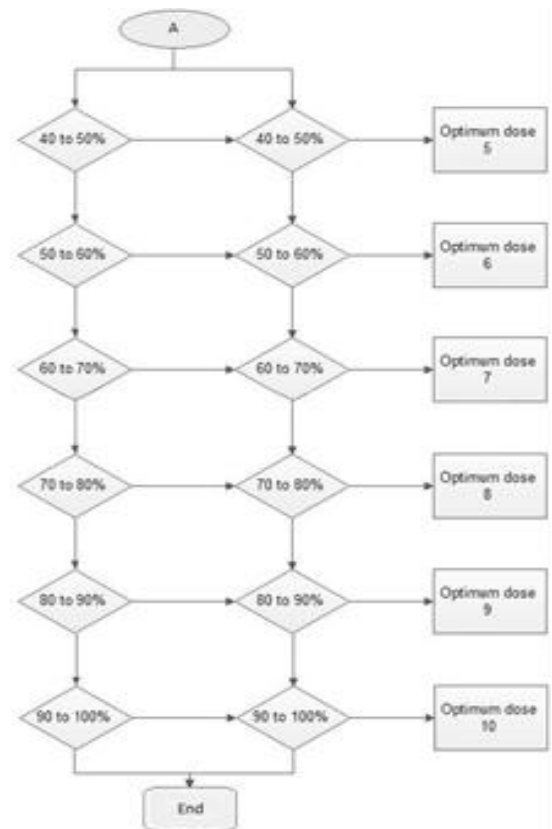 A
40 to 50%
40 to 50%
Optimum dose
5
50 to 60%
50 to 60%
Optimum dose
6
60 to 70%
60 to 70%
Optimum dose
7
70 to 80%
70 to 80%
Optimum dose
8
80 to 90%
80 to 90%
Optimum dose
9
90 to 100%
90 to 100%
Optimum dose
10
End